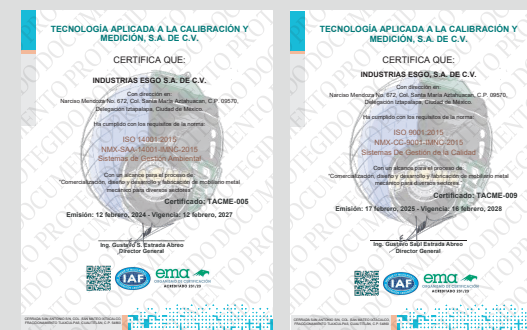 TECNOLOGÍA APLICADA A LA CALIBRACIÓN Y
MEDICIÓN, S.A. DE C.V.
CERTIFICA QUE:
INDUSTRIAS ESGO S.A. DE C.V.
Con dirección en:
Narciso Mendoza No. 672, Col. Santa María Aztahuacan, C.P. 09570,
Delegación Iztapalapa, Ciudad de México.
Ha cumplido con los requisitos de la norma:
ISO 14001:2015
NMX-SAA-14001-IMNC-2015
Sistemas de Gestión Ambiental
Con un alcance para el proceso de:
"Comercialización, diseño y desarrollo y fabricación de mobiliario metal
mecánico para diversos sectores"
Certificado: TACME-005
Emisión: 12 febrero, 2024 - Vigencia: 12 febrero, 2027
Ing. Gustavo S. Estrada Abreo
Director General
IAF
ema
ORGANISMO DE CERTIFICACIÓN
TECNOLOGÍA APLICADA A LA CALIBRACIÓN Y
MEDICIÓN, S.A. DE C.V.
CERTIFICA QUE:
INDUSTRIAS ESGO, S.A. DE C.V.
Con dirección en:
Narciso Mendoza No. 672, Col. Santa María Aztahuacan, C.P. 09570,
Delegación Iztapalapa, Ciudad de México.
Ha cumplido con los requisitos de la norma:
ISO 9001:2015
NMX-CC-9001-IMNC-2015
Sistemas De Gestión de la Calidad
Con un alcance para el proceso de:
"Comercialización, diseño y desarrollo y fabricación de mobiliario metal
mecánico para diversos sectores"
Certificado: TACME-009
Emisión: 17 febrero, 2025 - Vigencia: 16 febrero, 2028
Ing. Gustavo Saúl Estrada Abreo
Director General
IAF
ema
ORGANISMO DE CERTIFICACIÓN